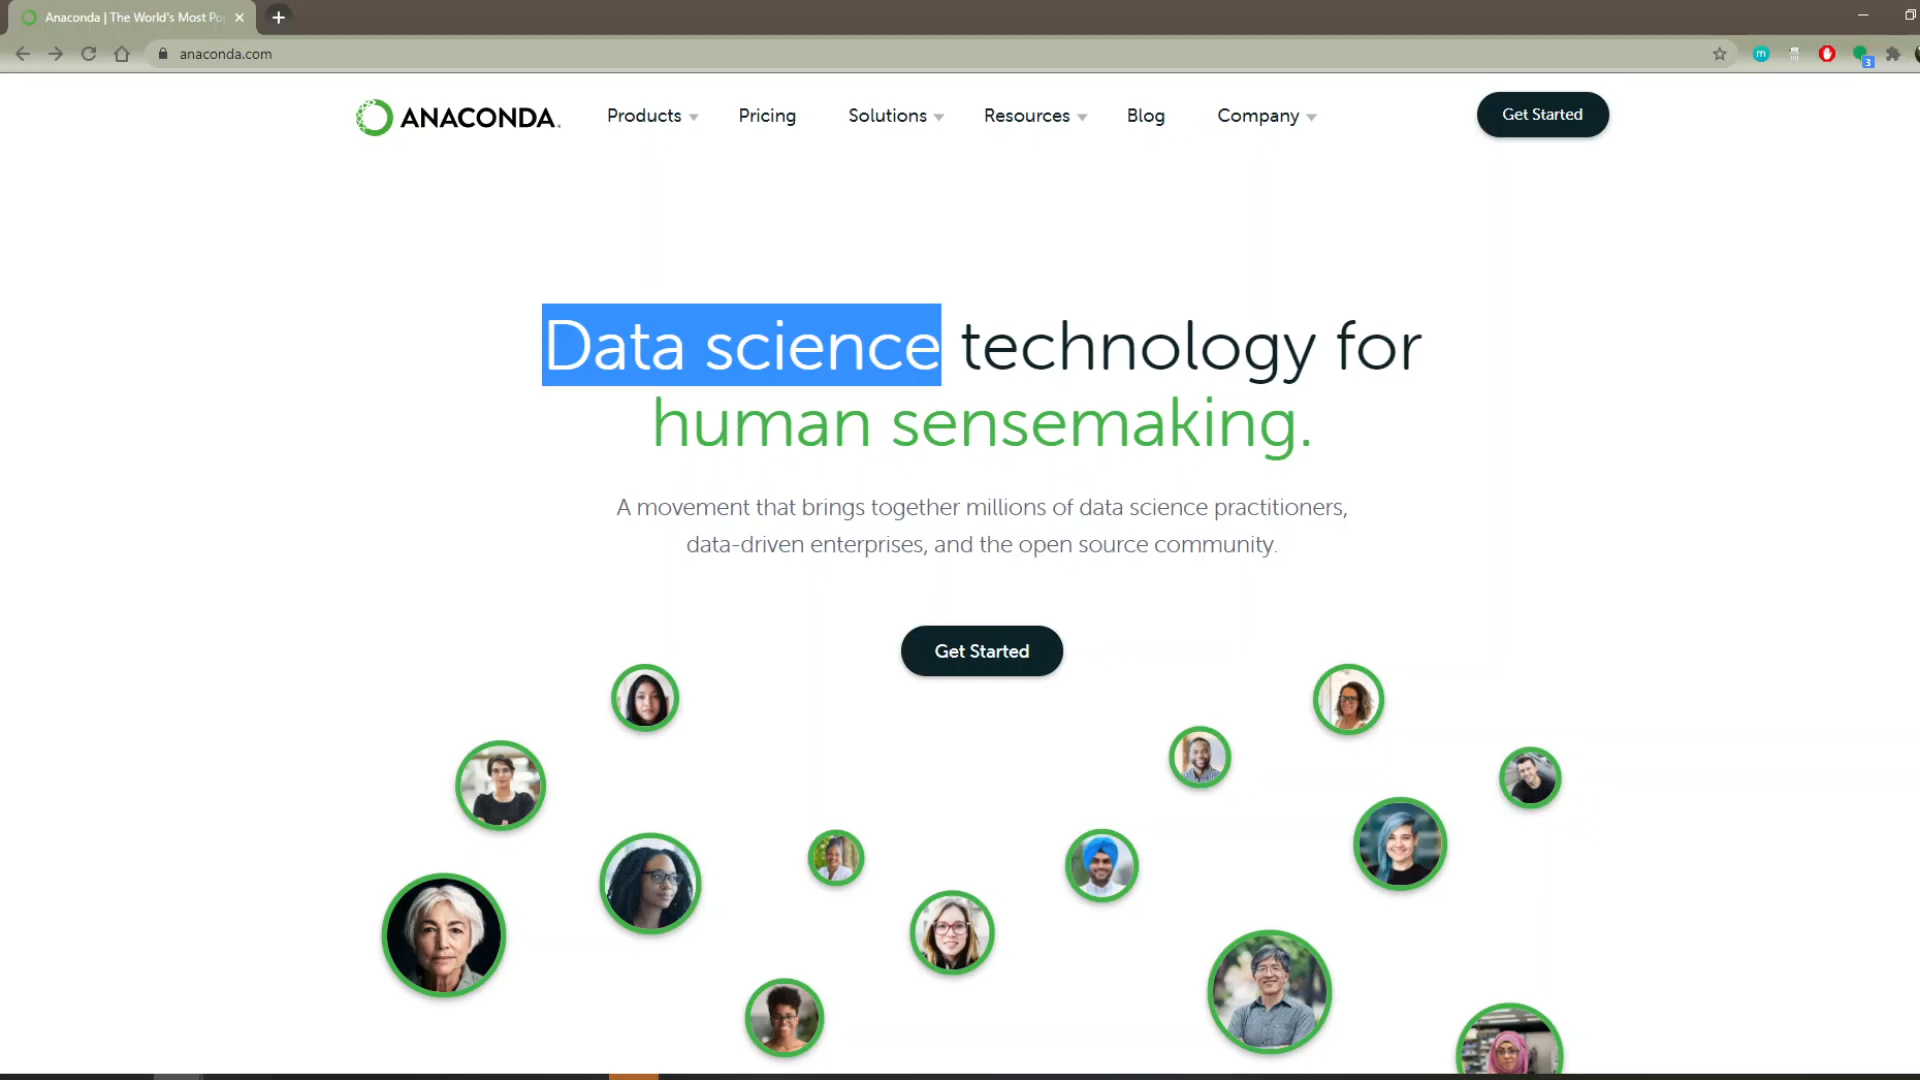 Anaconda | The World's Most Po
anaconda.com
m
3
ANACONDA.
Products
Pricing
Solutions
Resources
Blog
Company
Get Started
Data science technology for
human sensemaking.
A movement that brings together millions of data science practitioners,
data-driven enterprises, and the open source community.
Get Started